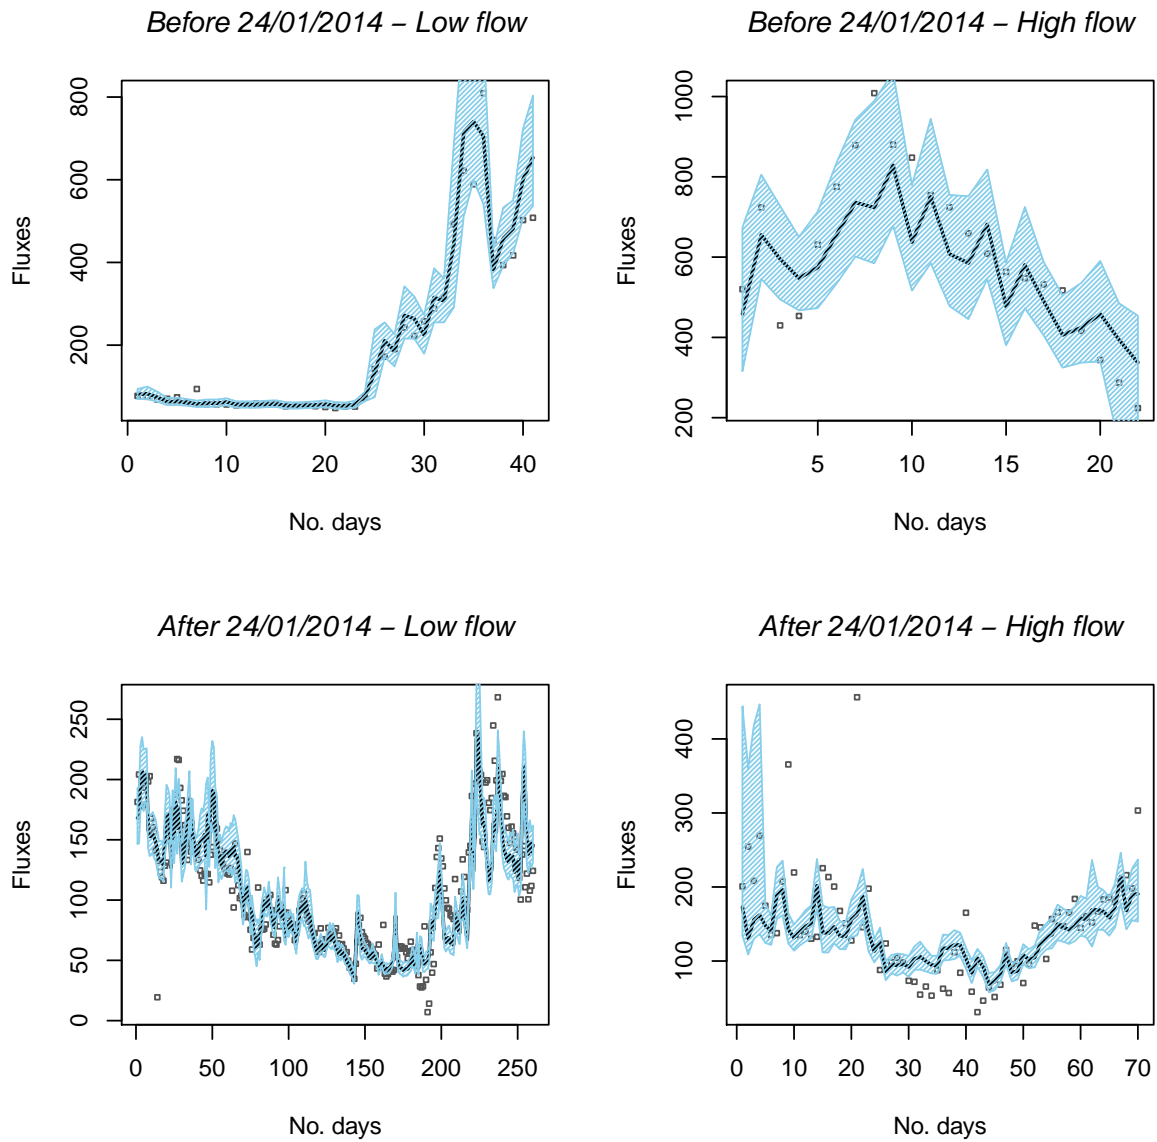 Before 24/01/2014 – Low flow
Before 24/01/2014 – High flow
Fluxes
800
600
400
200
0 10 20 30 40
No. days
Fluxes
1000
800
600
400
200
5 10 15 20
No. days
After 24/01/2014 – Low flow
After 24/01/2014 – High flow
Fluxes
250
200
150
100
50
0
0 50 100 150 200 250
No. days
Fluxes
400
300
200
100
0 10 20 30 40 50 60 70
No. days